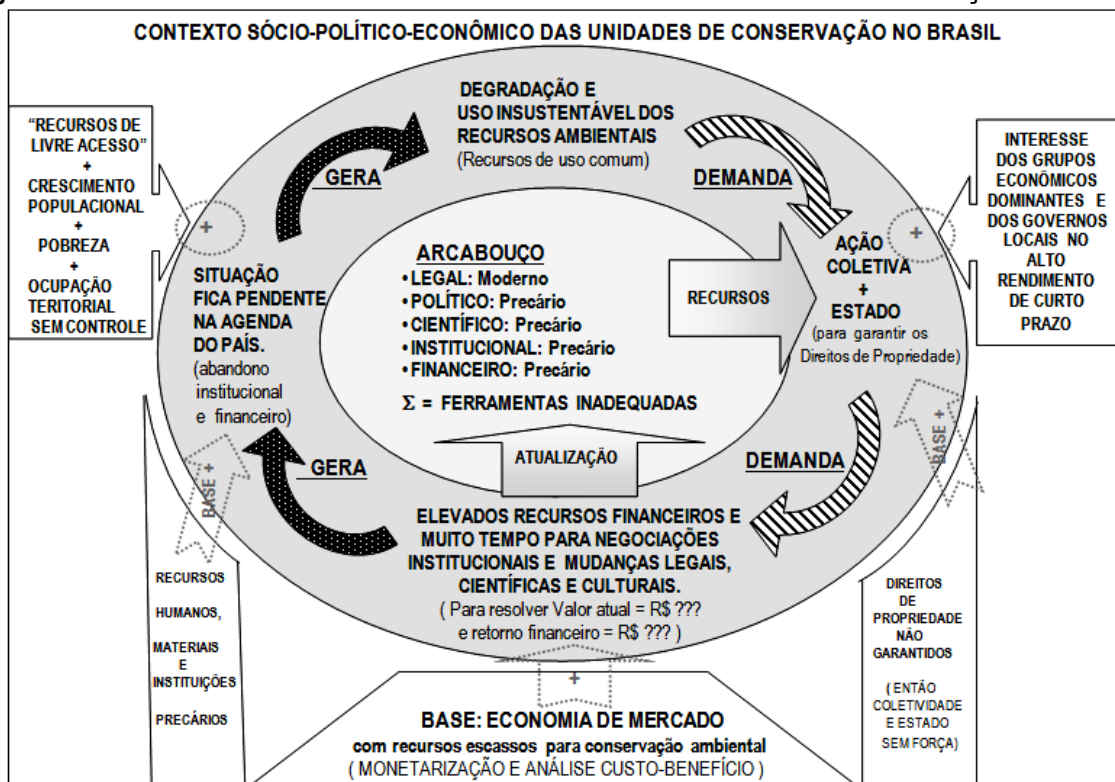 CONTEXTO SÓCIO-POLÍTICO-ECONÔMICO DAS UNIDADES DE CONSERVAÇÃO NO BRASIL
"RECURSOS DE
LIVRE ACESSO"
+
CRESCIMENTO
POPULACIONAL
+
POBREZA
+
OCUPAÇÃO
TERITORIAL
SEM CONTROLE
+
DEGRADAÇÃO E
USO INSUSTENTÁVEL DOS
RECURSOS AMBIENTAIS
(Recursos de uso comum)
GERA
DEMANDA
INTERESSE
DOS GRUPOS
ECONÔMICOS
DOMINANTES E
DOS GOVERNOS
LOCAIS NO
ALTO
RENDIMENTO
DE CURTO
PRAZO
+
AÇÃO
COLETIVA
+
ESTADO
(para garantir os
Direitos de Propriedade)
SITUAÇÃO
FICA PENDENTE
NA AGENDA
DO PAÍS.
(abandono
institucional
e financeiro)
ARCABOUÇO
• LEGAL: Moderno
• POLÍTICO: Precário
• CIENTÍFICO: Precário
• INSTITUCIONAL: Precário
• FINANCEIRO: Precário
Σ = FERRAMENTAS INADEQUADAS
RECURSOS
ATUALIZAÇÃO
GERA
DEMANDA
BASE +
BASE +
ELEVADOS RECURSOS FINANCEIROS E
MUITO TEMPO PARA NEGOCIAÇÕES
INSTITUCIONAIS E MUDANÇAS LEGAIS,
CIENTÍFICAS E CULTURAIS.
( Para resolver Valor atual = R$ ???
e retorno financeiro = R$ ??? )
RECURSOS
HUMANOS,
MATERIAIS
E
INSTITUIÇÕES
PRECÁRIOS
DIREITOS
DE
PROPRIEDADE
NÃO
GARANTIDOS
( ENTÃO
COLETIVIDADE
E ESTADO
SEM FORÇA)
+
BASE: ECONOMIA DE MERCADO
com recursos escassos para conservação ambiental
( MONETARIZAÇÃO E ANÁLISE CUSTO-BENEFÍCIO )